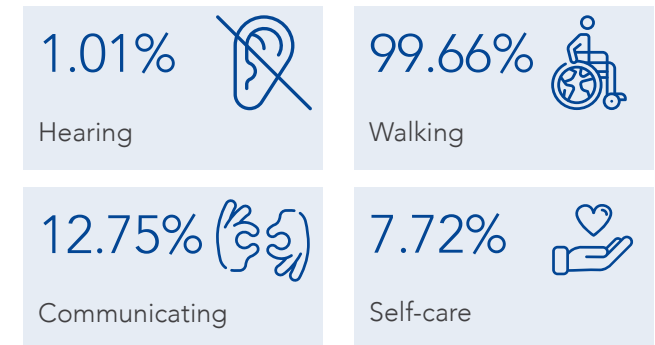 1.01%
Hearing
99.66%
Walking
12.75%
Communicating
7.72%
Self-care